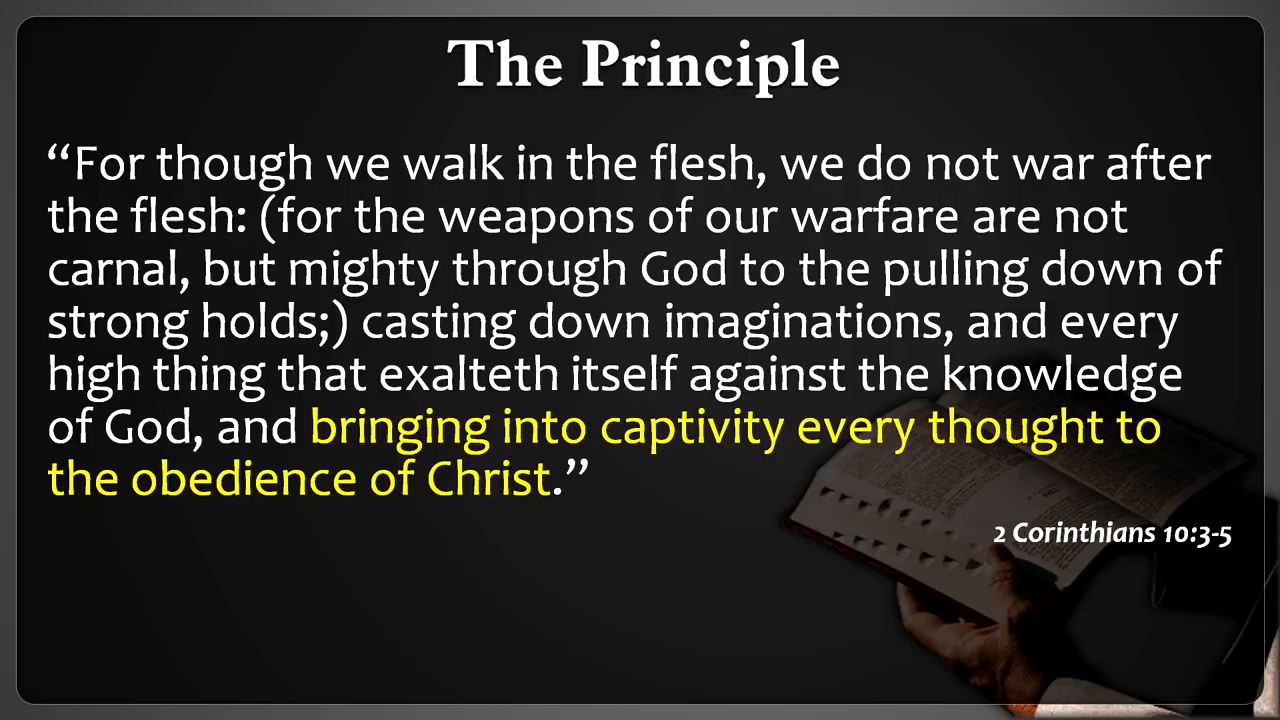 The Principle
“For though we walk in the flesh, we do not war after
the flesh: (for the weapons of our warfare are not
carnal, but mighty through God to the pulling down of
strong holds;) casting down imaginations, and every
high thing that exalteth itself against the knowledge
of God, and bringing into captivity every thought to
the obedience of Christ.”
2 Corinthians 10:3-5